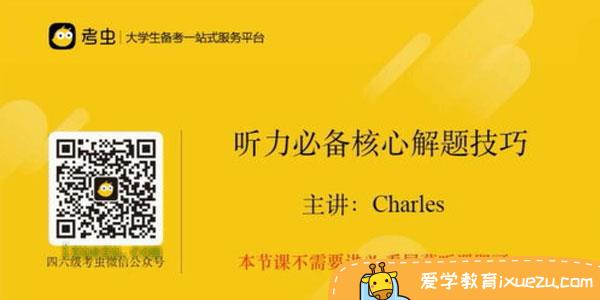 考虫 | 大学生备考一站式服务平台
听力必备核心解题技巧
主讲：Charles
四六级考虫微信公众号
本节课不需要讲义
爱学教育ixuezu.com